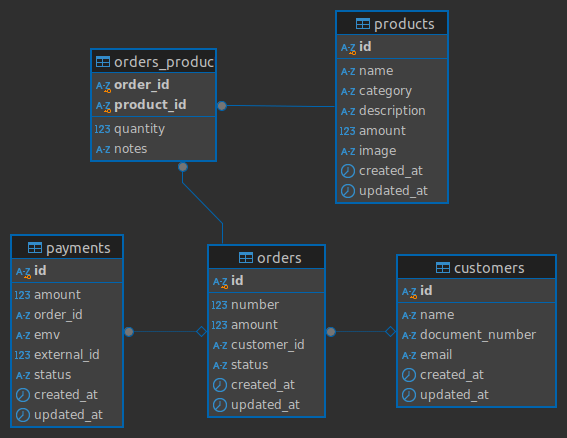 products
id
name
category
description
amount
image
created_at
updated_at
orders_produc
order_id
product_id
quantity
notes
payments
id
amount
order_id
emv
external_id
status
created_at
updated_at
orders
id
number
amount
customer_id
status
created_at
updated_at
customers
id
name
document_number
email
created_at
updated_at